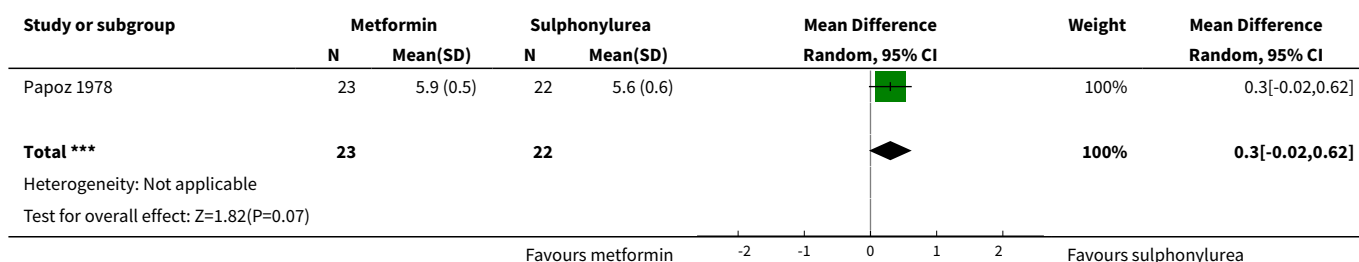 Study or subgroup Metformin Sulphonylurea Mean Difference Weight Mean Difference
N Mean(SD) N Mean(SD) Random, 95% CI Random, 95% CI
Papoz 1978 23 5.9 (0.5) 22 5.6 (0.6) 100% 0.3[-0.02,0.62]
Total *** 23 22 100% 0.3[-0.02,0.62]
Heterogeneity: Not applicable
Test for overall effect: Z=1.82(P=0.07)
Favours metformin -2 -1 0 1 2 Favours sulphonylurea